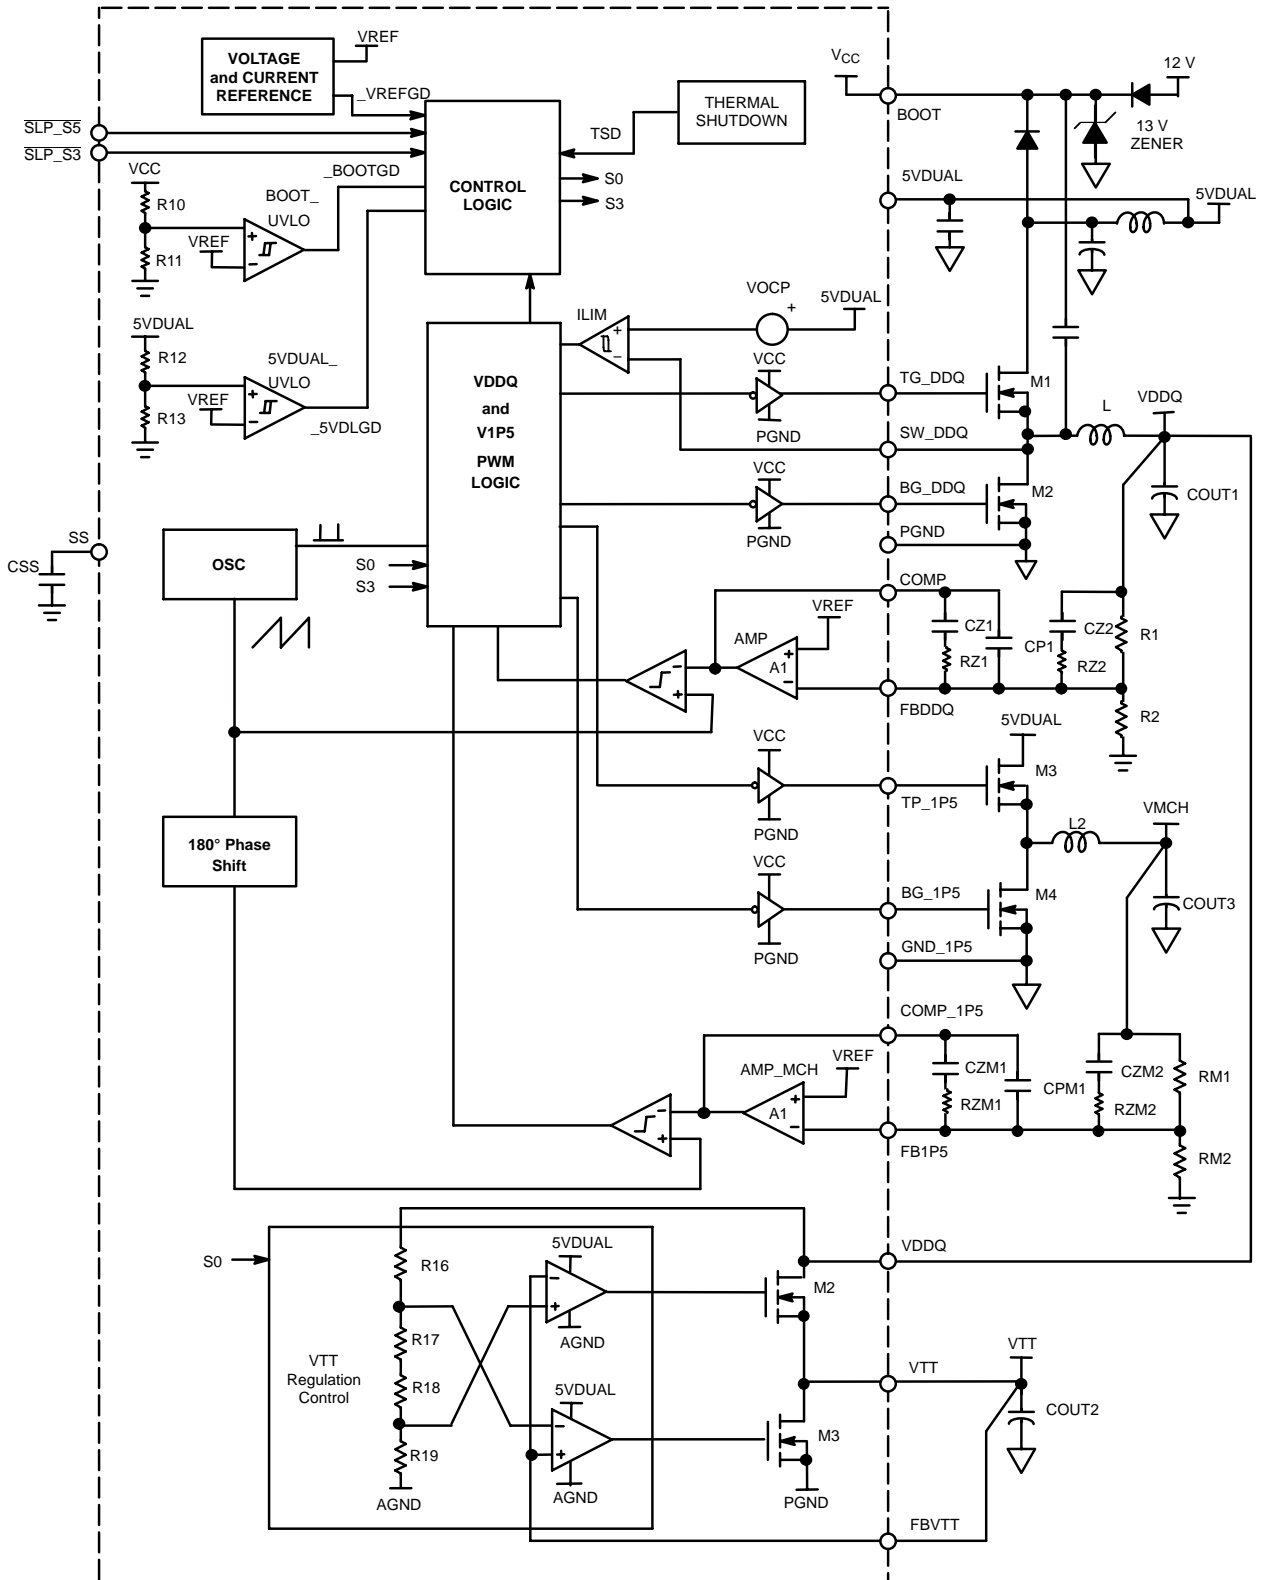 VOLTAGE
and CURRENT
REFERENCE
VREF
_VREFGD
SLP_S5
SLP_S3
VCC
R10
R11
BOOT_
UVLO
_BOOTGD
VREF
CONTROL
LOGIC
TSD
THERMAL
SHUTDOWN
S0
S3
VCC
BOOT
12 V
13 V
ZENER
5VDUAL
5VDUAL
5VDUAL
R12
R13
5VDUAL_
UVLO
VREF
_5VDLGD
VDDQ
and
V1P5
PWM
LOGIC
ILIM
VOCP
+
5VDUAL
VCC
PGND
TG_DDQ
M1
SW_DDQ
L
VDDQ
COUT1
VCC
PGND
BG_DDQ
M2
PGND
SS
CSS
OSC
S0
S3
COMP
VREF
AMP
A1
CZ1
RZ1
CP1
CZ2
RZ2
R1
FBDDQ
R2
5VDUAL
VCC
PGND
TP_1P5
M3
180° Phase
Shift
L2
VMCH
VCC
PGND
BG_1P5
M4
COUT3
GND_1P5
COMP_1P5
VREF
AMP_MCH
A1
CZM1
RZM1
CPM1
CZM2
RZM2
RM1
FB1P5
RM2
S0
VTT
Regulation
Control
R16
R17
R18
R19
AGND
5VDUAL
AGND
5VDUAL
AGND
M2
M3
PGND
VDDQ
VTT
VTT
COUT2
FBVTT